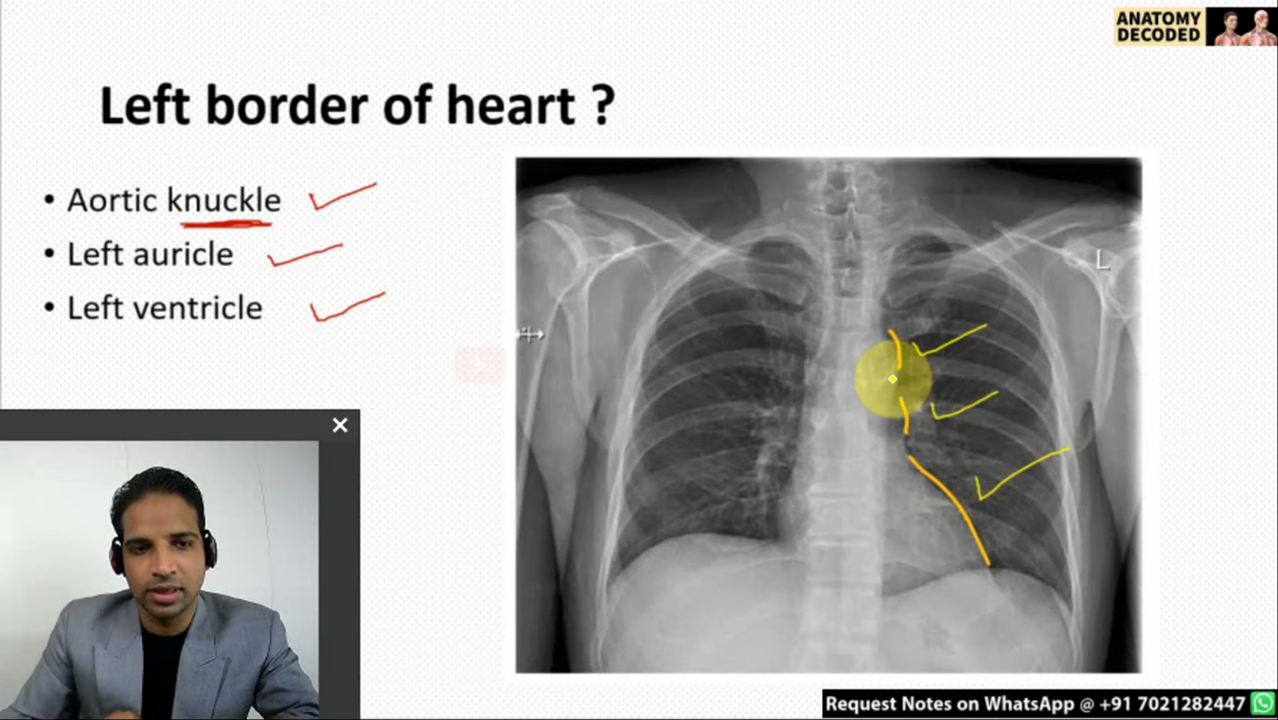 ANATOMY
DECODED
Left border of heart ?
• Aortic knuckle
• Left auricle
• Left ventricle
L
Request Notes on WhatsApp @ +91 7021282447